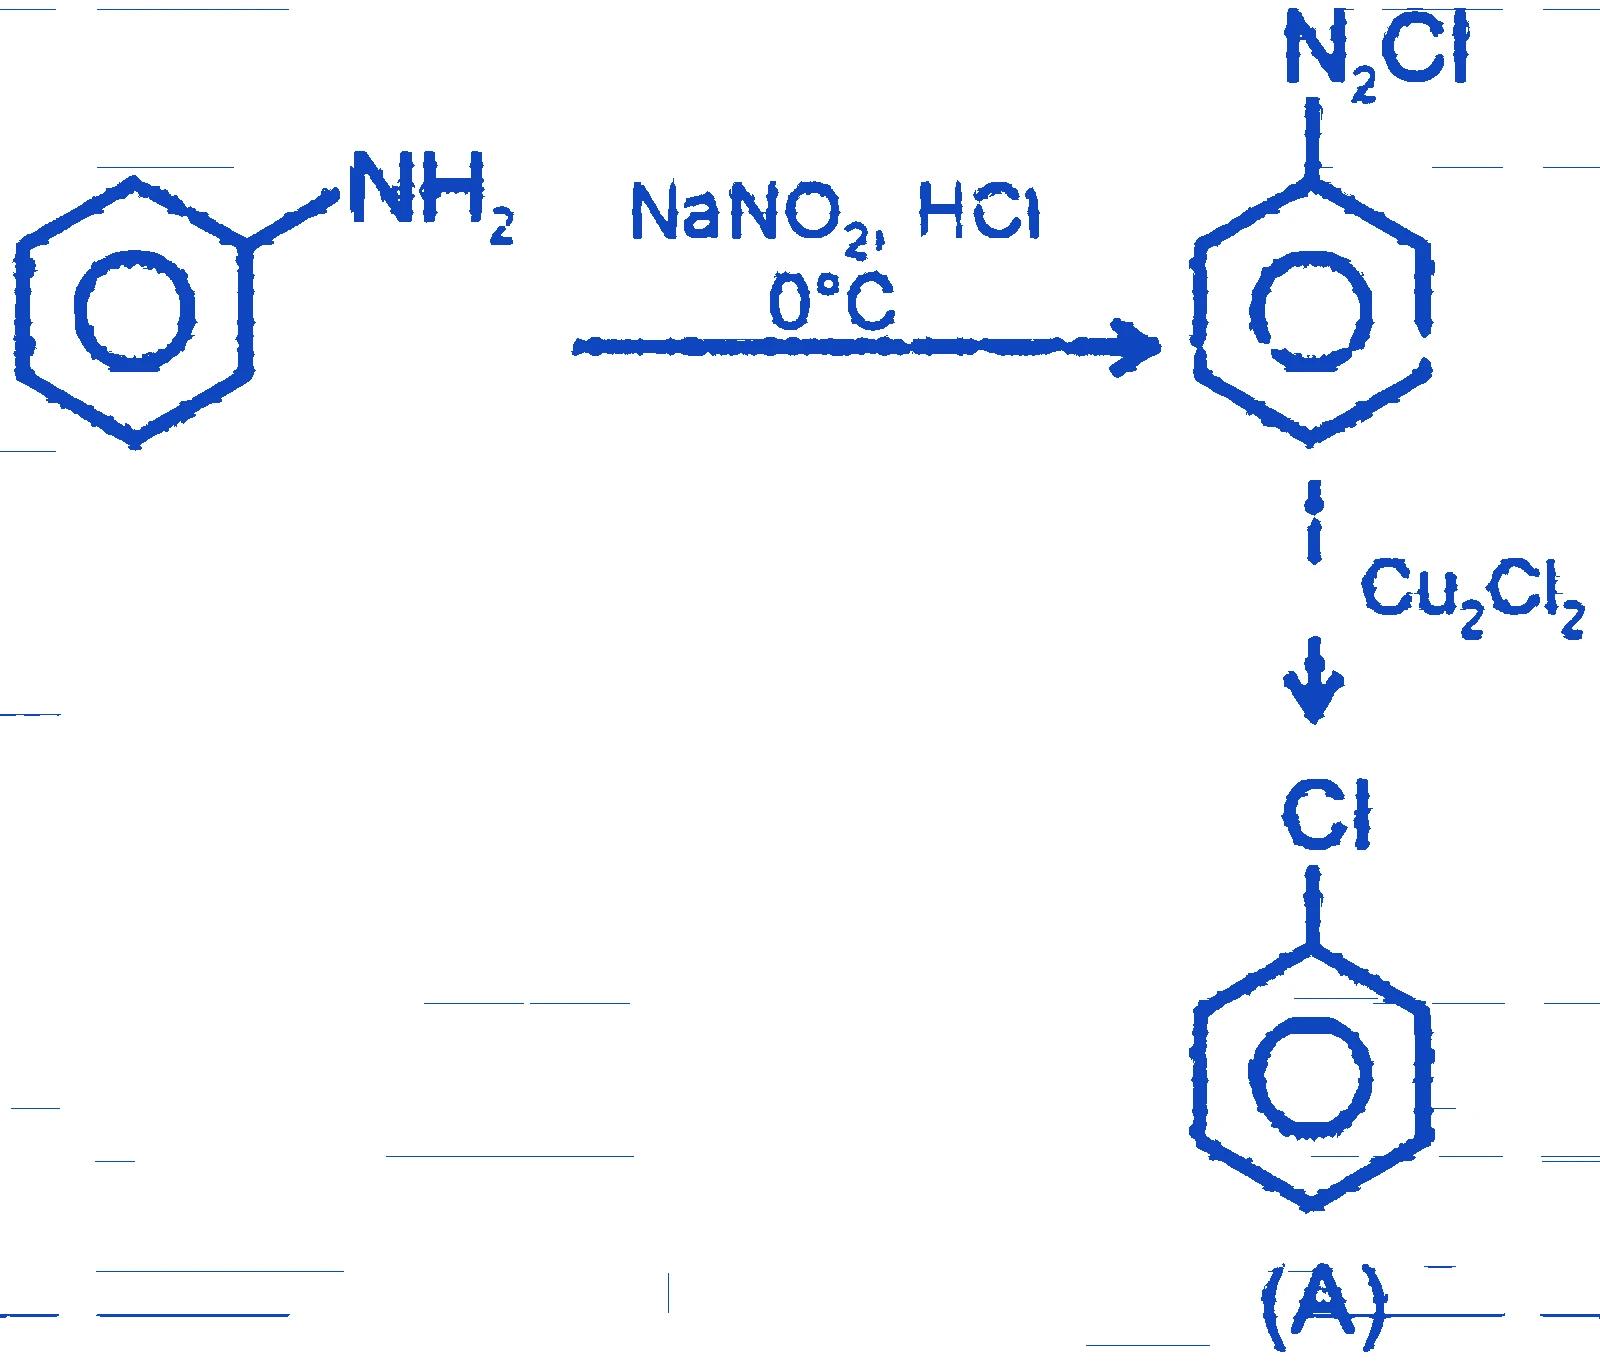 N₂Cl
NH₂
NaNO₂, HCl
0°C
Cu₂Cl₂
Cl
(A)